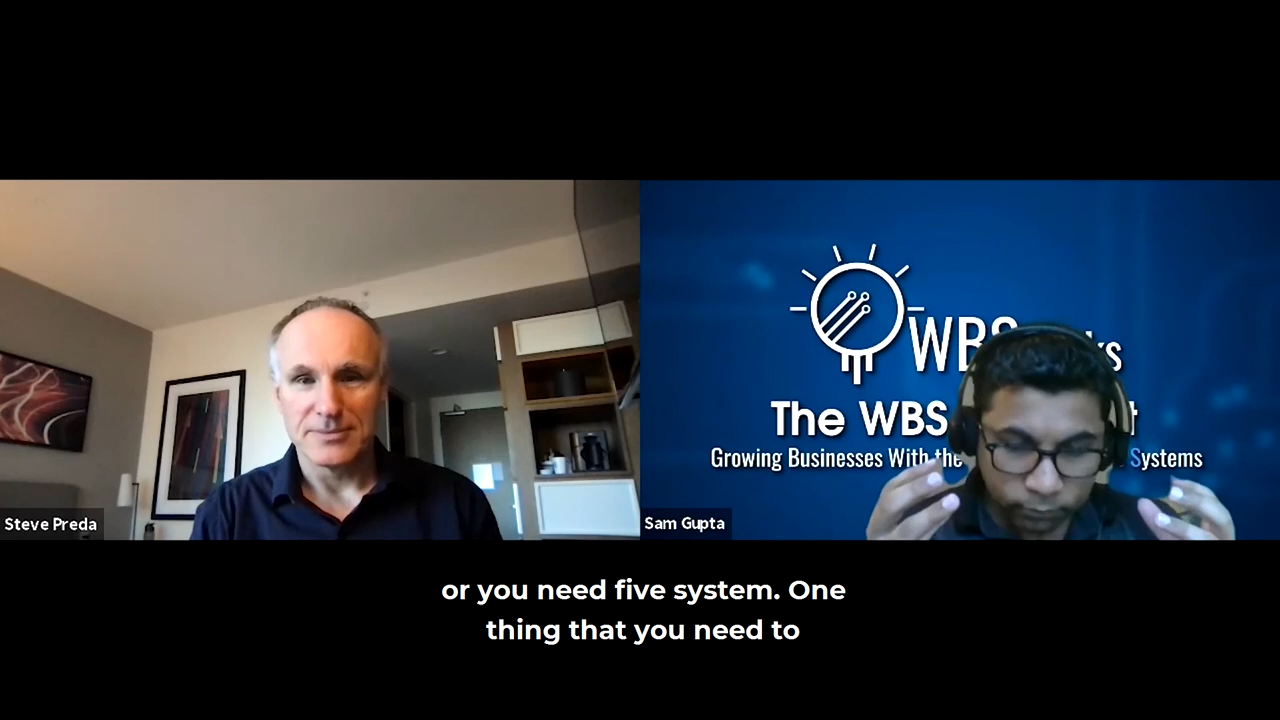 WBS
The WBS
Growing Businesses With the Systems
Steve Preda
Sam Gupta
or you need five system. One
thing that you need to